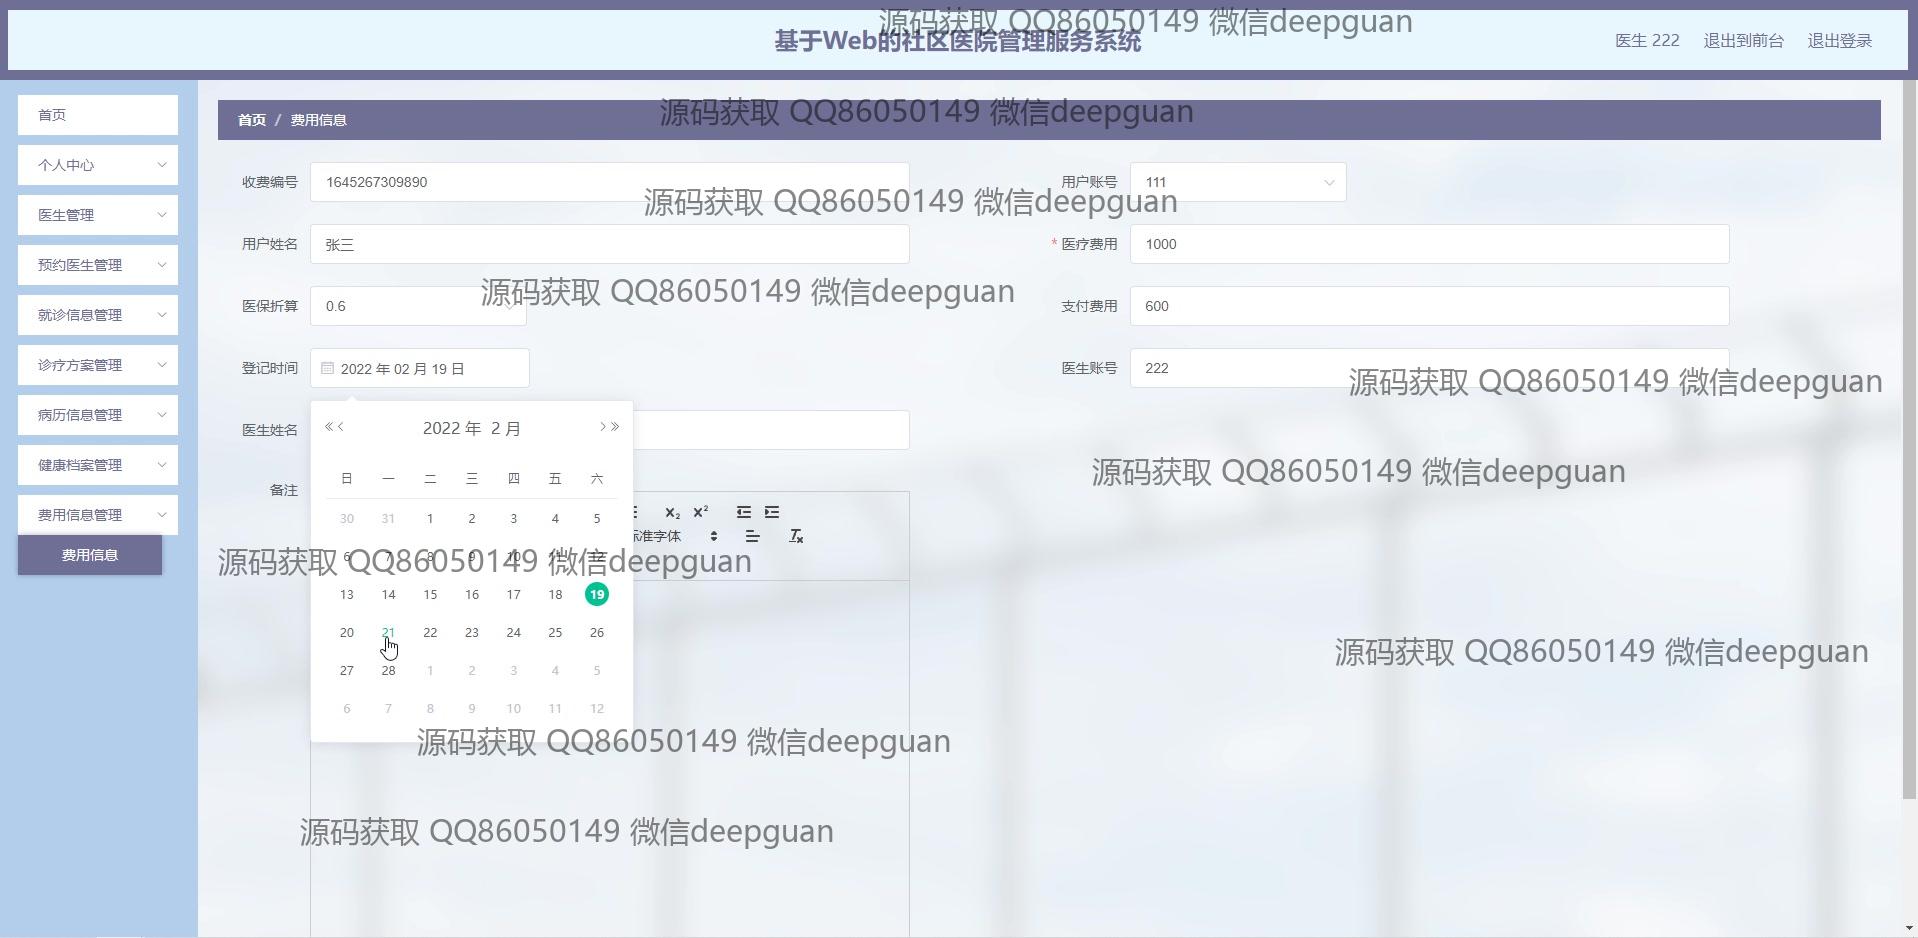 源码获取 QQ86050149 微信deepguan
基于Web的社区医院管理服务系统
医生 222 退出到前台 退出登录
首页
个人中心
医生管理
预约医生管理
就诊信息管理
诊疗方案管理
病历信息管理
健康档案管理
费用信息管理
费用信息
首页 / 费用信息
源码获取 QQ86050149 微信deepguan
收费编号 1645267309890 用户账号 111
源码获取 QQ86050149 微信deepguan
用户姓名 张三 * 医疗费用 1000
源码获取 QQ86050149 微信deepguan
医保折算 0.6 支付费用 600
登记时间 2022 年 02 月 19 日 医生账号 222
源码获取 QQ86050149 微信deepguan
医生姓名
2022 年 2 月
源码获取 QQ86050149 微信deepguan
日 一 二 三 四 五 六
备注
x₂ x²
30 31 1 2 3 4 5
标准字体
6 7 8 9 10 11 12
源码获取 QQ86050149 微信deepguan
13 14 15 16 17 18 19
20 21 22 23 24 25 26
源码获取 QQ86050149 微信deepguan
27 28 1 2 3 4 5
6 7 8 9 10 11 12
源码获取 QQ86050149 微信deepguan
源码获取 QQ86050149 微信deepguan